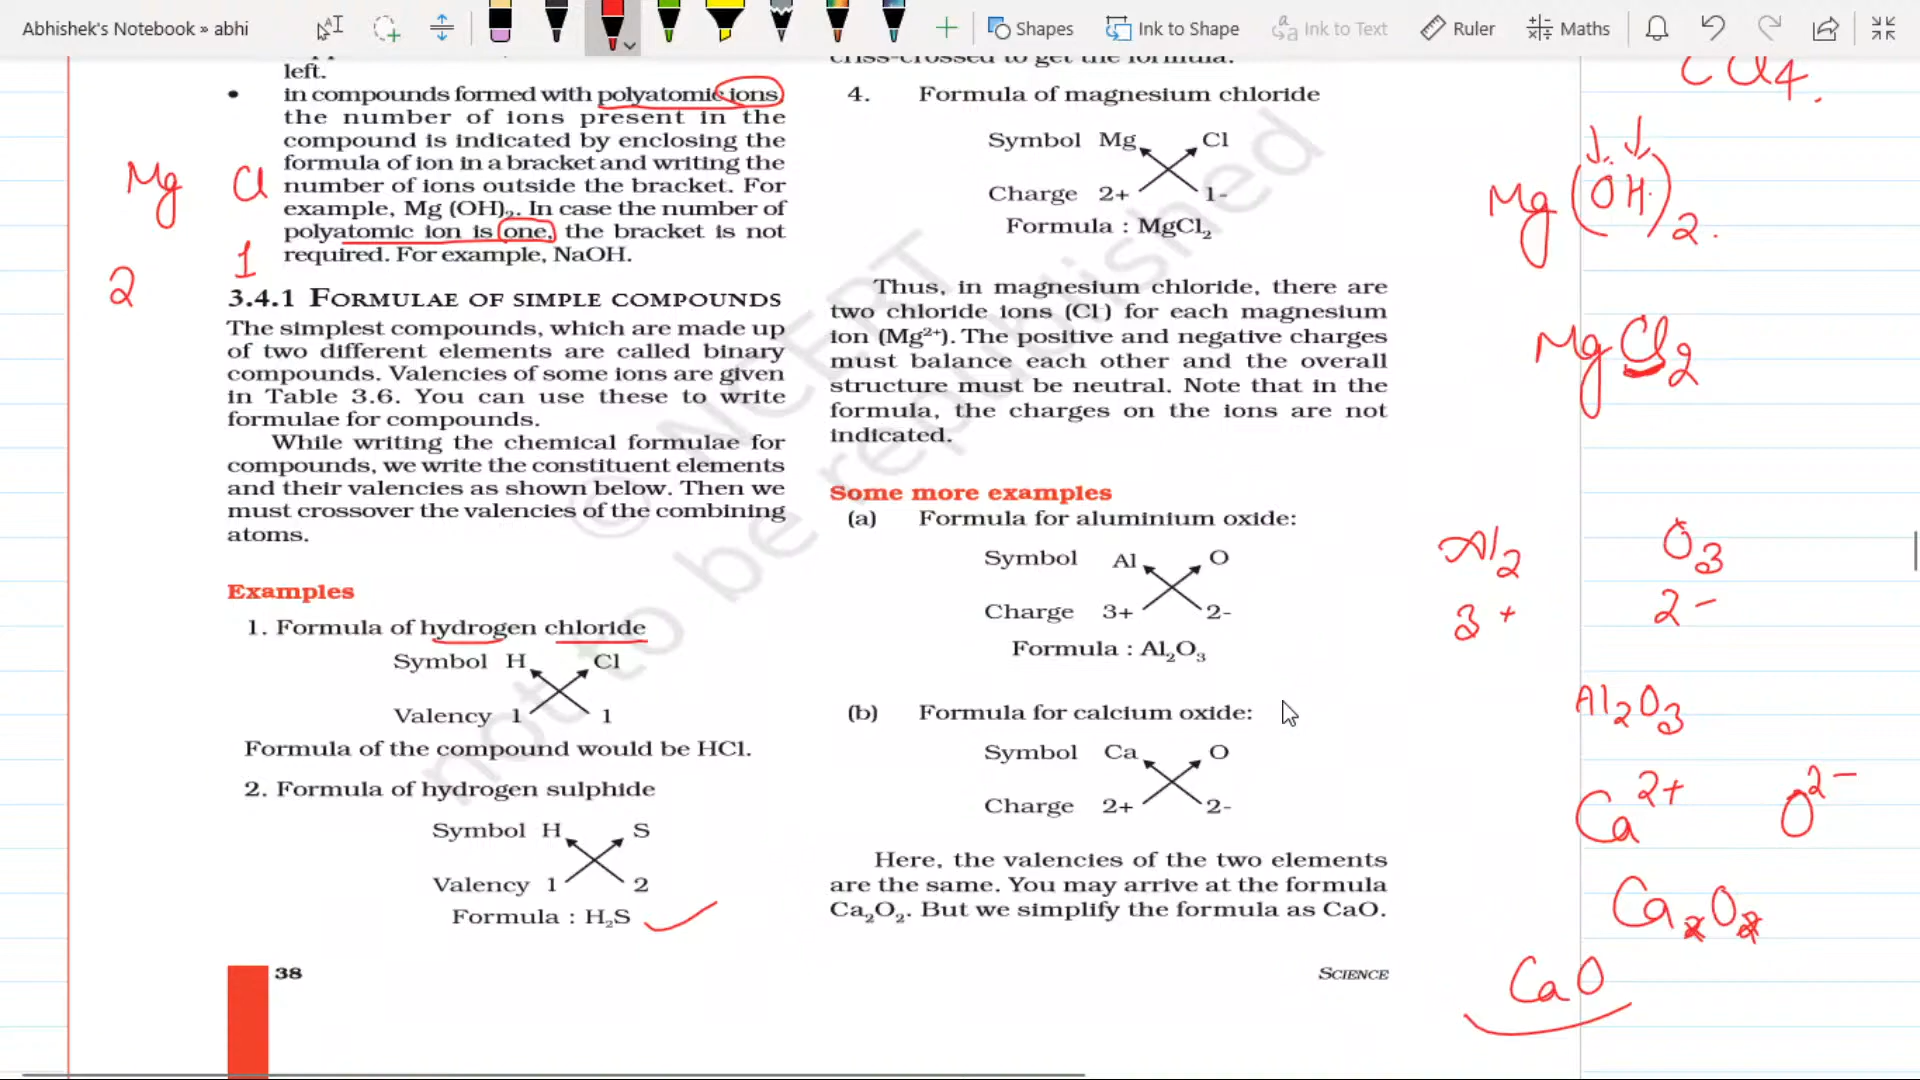 Abhishek's Notebook » abhi
Shapes
Ink to Shape
Ink to Text
Ruler
Maths
left.
• in compounds formed with polyatomic ions
the number of ions present in the
compound is indicated by enclosing the
formula of ion in a bracket and writing the
number of ions outside the bracket. For
example, Mg (OH)₂. In case the number of
polyatomic ion is one, the bracket is not
required. For example, NaOH.
Mg Cl
2 1
3.4.1 FORMULAE OF SIMPLE COMPOUNDS
The simplest compounds, which are made up
of two different elements are called binary
compounds. Valencies of some ions are given
in Table 3.6. You can use these to write
formulae for compounds.
While writing the chemical formulae for
compounds, we write the constituent elements
and their valencies as shown below. Then we
must crossover the valencies of the combining
atoms.
Examples
1. Formula of hydrogen chloride
Symbol H Cl
Valency 1 1
Formula of the compound would be HCl.
2. Formula of hydrogen sulphide
Symbol H S
Valency 1 2
Formula : H₂S
38
criss-crossed to get the formula.
4. Formula of magnesium chloride
Symbol Mg Cl
Charge 2+ 1-
Formula : MgCl₂
Thus, in magnesium chloride, there are
two chloride ions (Cl⁻) for each magnesium
ion (Mg²⁺). The positive and negative charges
must balance each other and the overall
structure must be neutral. Note that in the
formula, the charges on the ions are not
indicated.
Some more examples
(a) Formula for aluminium oxide:
Symbol Al O
Charge 3+ 2-
Formula : Al₂O₃
(b) Formula for calcium oxide:
Symbol Ca O
Charge 2+ 2-
Here, the valencies of the two elements
are the same. You may arrive at the formula
Ca₂O₂. But we simplify the formula as CaO.
SCIENCE
© NCERT
not to be republished
Mg(OH)₂.
MgCl₂
Al₂ O₃
3+ 2-
Al₂O₃
Ca²⁺ O²⁻
Ca₂O₂
CaO